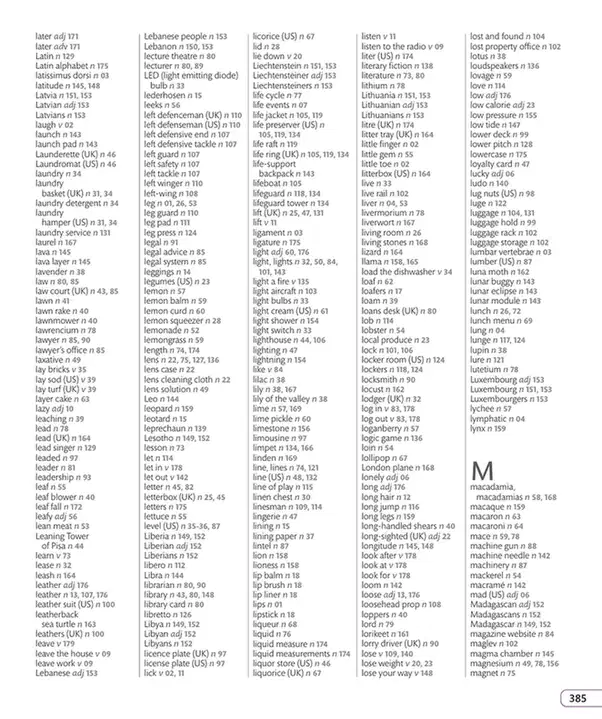 later adj 171
later adv 171
Latin n 129
Latin alphabet n 175
latissimus dorsi n 03
latitude n 145, 148
Latvia n 151, 153
Latvian adj 153
Latvians n 153
laugh v 02
launch n 143
launch pad n 143
Launderette (UK) n 46
Laundromat (US) n 46
laundry n 34
laundry
basket (UK) n 31, 34
laundry detergent n 34
laundry
hamper (US) n 31, 34
laundry service n 131
laurel n 167
lava n 145
lava layer n 145
lavender n 38
law n 80, 85
law court (UK) n 43, 85
lawn n 41
lawn rake n 40
lawnmower n 40
lawrencium n 78
lawyer n 85, 90
lawyer's office n 85
laxative n 49
lay bricks v 35
lay sod (US) v 39
lay turf (UK) v 39
layer cake n 63
lazy adj 10
leaching n 39
lead n 78
lead (UK) n 164
lead singer n 129
leaded n 97
leader n 81
leadership n 93
leaf n 55
leaf blower n 40
leaf fall n 172
leafy adj 56
lean meat n 53
Leaning Tower
of Pisa n 44
learn v 73
lease n 32
leash n 164
leather adj 176
leather n 13, 107, 176
leather suit (US) n 100
leatherback
sea turtle n 163
leathers (UK) n 100
leave v 179
leave the house v 09
leave work v 09
Lebanese adj 153
Lebanese people n 153
Lebanon n 150, 153
lecture theatre n 80
lecturer n 80, 89
LED (light emitting diode)
bulb n 33
lederhosen n 15
leeks n 56
left defenceman (UK) n 110
left defenseman (US) n 110
left defensive end n 107
left defensive tackle n 107
left guard n 107
left safety n 107
left tackle n 107
left winger n 110
left-wing n 108
leg n 01, 26, 53
leg guard n 110
leg pad n 111
leg press n 124
legal n 91
legal advice n 85
legal system n 85
leggings n 14
legumes (US) n 23
lemon n 57
lemon balm n 59
lemon curd n 60
lemon squeezer n 28
lemonade n 52
lemongrass n 59
length n 74, 174
lens n 22, 75, 127, 136
lens case n 22
lens cleaning cloth n 22
lens solution n 49
Leo n 144
leopard n 159
leotard n 15
leprechaun n 139
Lesotho n 149, 152
lesson n 73
let n 114
let in v 178
let out v 142
letter n 45, 82
letterbox (UK) n 25, 45
letters n 175
lettuce n 55
level (US) n 35-36, 87
Liberia n 149, 152
Liberian adj 152
Liberians n 152
libero n 112
Libra n 144
librarian n 80, 90
library n 43, 80, 148
library card n 80
libretto n 126
Libya n 149, 152
Libyan adj 152
Libyans n 152
licence plate (UK) n 97
license plate (US) n 97
lick v 02, 11
licorice (US) n 67
lid n 28
lie down v 20
Liechtenstein n 151, 153
Liechtensteiner adj 153
Liechtensteiners n 153
life cycle n 77
life events n 07
life jacket n 105, 119
life preserver (US) n
105, 119, 134
life raft n 119
life ring (UK) n 105, 119, 134
life-support
backpack n 143
lifeboat n 105
lifeguard n 118, 134
lifeguard tower n 134
lift (UK) n 25, 47, 131
lift v 11
ligament n 03
ligature n 175
light adj 60, 176
light, lights n 32, 50, 84,
101, 143
light a fire v 135
light aircraft n 103
light bulbs n 33
light cream (US) n 61
light shower n 154
light switch n 33
lighthouse n 44, 106
lighting n 47
lightning n 154
like v 84
lilac n 38
lily n 38, 167
lily of the valley n 38
lime n 57, 169
lime pickle n 60
limestone n 156
limousine n 97
limpet n 134, 166
linden n 169
line, lines n 74, 121
line (US) n 48, 132
line of play n 115
linen chest n 30
linesman n 109, 114
lingerie n 47
lining n 15
lining paper n 37
lintel n 87
lion n 158
lioness n 158
lip balm n 18
lip brush n 18
lip liner n 18
lips n 01
lipstick n 18
liqueur n 68
liquid n 76
liquid measure n 174
liquid measurements n 174
liquor store (US) n 46
liquorice (UK) n 67
listen v 11
listen to the radio v 09
liter (US) n 174
literary fiction n 138
literature n 73, 80
lithium n 78
Lithuania n 151, 153
Lithuanian adj 153
Lithuanians n 153
litre (UK) n 174
litter tray (UK) n 164
little finger n 02
little gem n 55
little toe n 02
litterbox (US) n 164
live n 33
live rail n 102
liver n 04, 53
livermorium n 78
liverwort n 167
living room n 26
living stones n 168
lizard n 164
llama n 158, 165
load the dishwasher v 34
loaf n 62
loafers n 17
loam n 39
loans desk (UK) n 80
lob n 114
lobster n 54
local produce n 23
lock n 101, 106
locker room (US) n 124
lockers n 118, 124
locksmith n 90
locust n 162
lodger (UK) n 32
log in v 83, 178
log out v 83, 178
loganberry n 57
logic game n 136
loin n 54
lollipop n 67
London plane n 168
lonely adj 06
long adj 176
long hair n 12
long jump n 116
long legs n 159
long-handled shears n 40
long-sighted (UK) adj 22
longitude n 145, 148
look after v 178
look at v 178
look for v 178
loom n 142
loose adj 13, 176
loosehead prop n 108
loppers n 40
lord n 79
lorikeet n 161
lorry driver (UK) n 90
lose v 109, 140
lose weight v 20, 23
lose your way v 148
lost and found n 104
lost property office n 102
lotus n 38
loudspeakers n 136
lovage n 59
love n 114
low adj 176
low calorie adj 23
low pressure n 155
low tide n 147
lower deck n 99
lower pitch n 128
lowercase n 175
loyalty card n 47
lucky adj 06
ludo n 140
lug nuts (US) n 98
luge n 122
luggage n 104, 131
luggage hold n 99
luggage rack n 102
luggage storage n 102
lumbar vertebrae n 03
lumber (US) n 87
luna moth n 162
lunar buggy n 143
lunar eclipse n 143
lunar module n 143
lunch n 26, 72
lunch menu n 69
lung n 04
lunge n 117, 124
lupin n 38
lure n 121
lutetium n 78
Luxembourg adj 153
Luxembourg n 151, 153
Luxembourgers n 153
lychee n 57
lymphatic n 04
lynx n 159
M
macadamia,
macadamias n 58, 168
macaque n 159
macaron n 63
macaroni n 64
mace n 59, 78
machine gun n 88
machine needle n 142
machinery n 87
mackerel n 54
macramé n 142
mad (US) adj 06
Madagascan adj 152
Madagascans n 152
Madagascar n 149, 152
magazine website n 84
maglev n 102
magma chamber n 145
magnesium n 49, 78, 156
magnet n 75
385